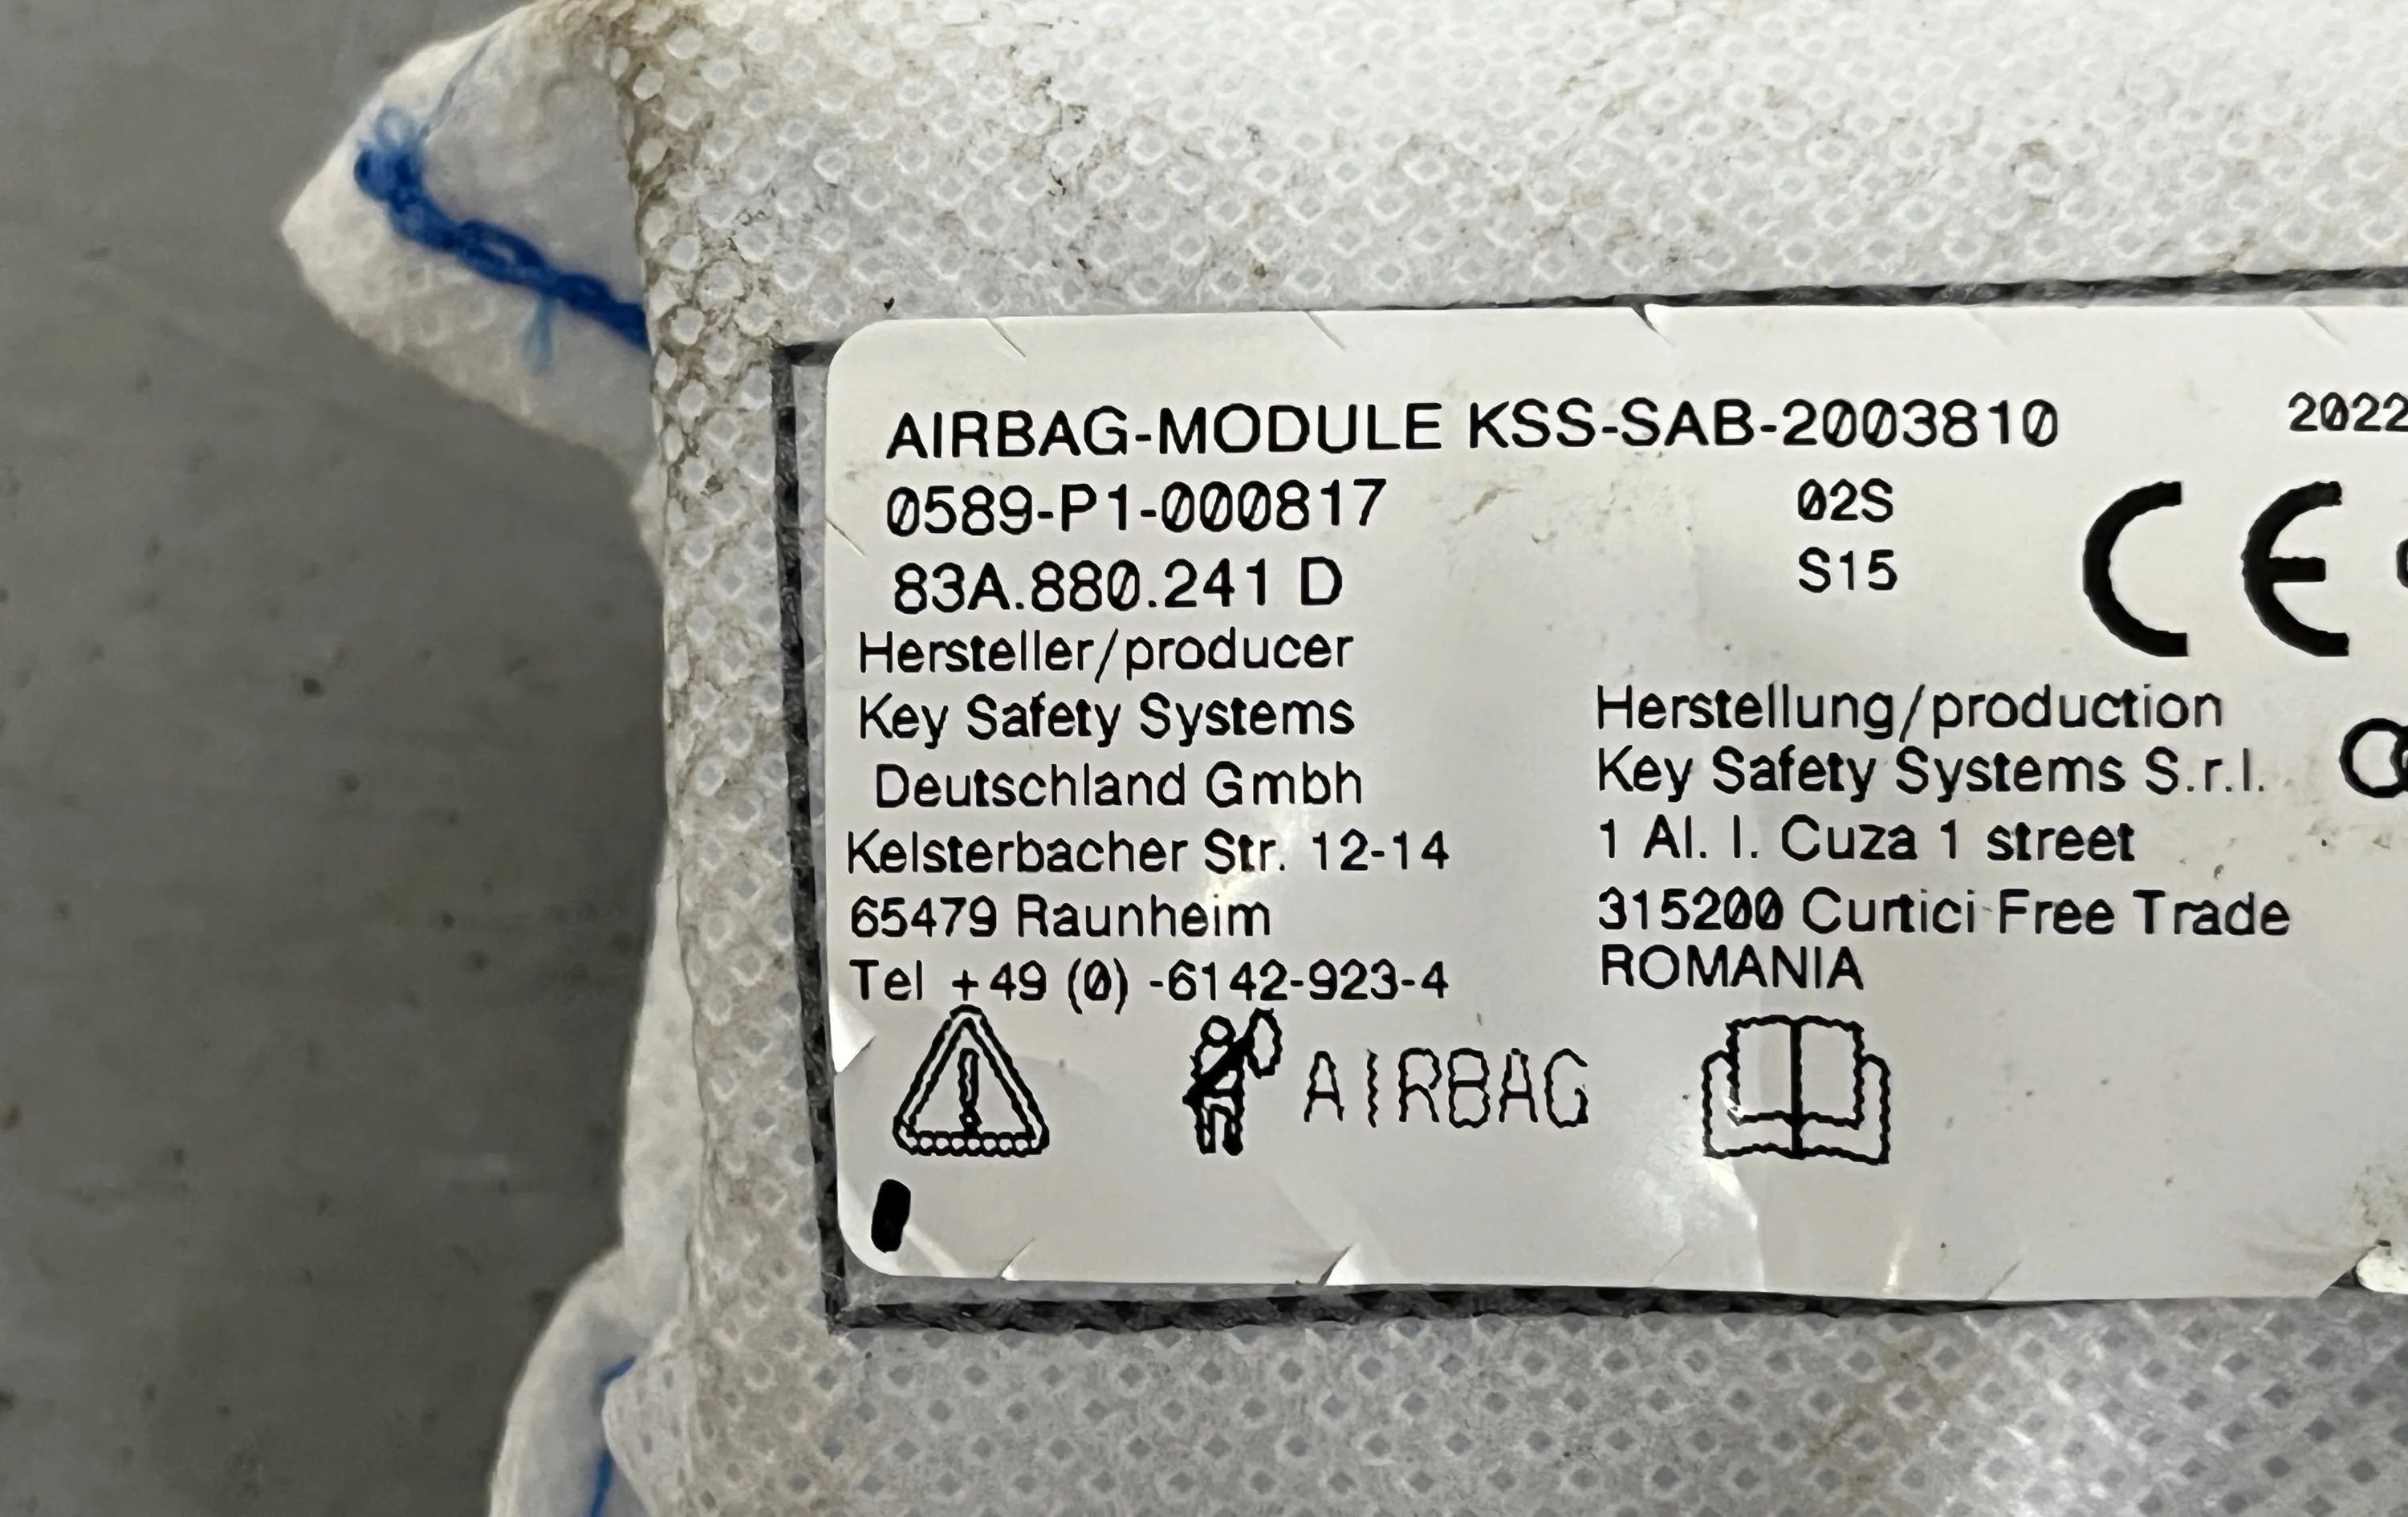 AIRBAG-MODULE KSS-SAB-2003810
2022
0589-P1-000817
02S
83A.880.241 D
S15
CE
Hersteller/producer
Key Safety Systems
Deutschland Gmbh
Kelsterbacher Str. 12-14
65479 Raunheim
Tel +49 (0) -6142-923-4
Herstellung/production
Key Safety Systems S.r.l.
1 Al. I. Cuza 1 street
315200 Curtici Free Trade
ROMANIA
AIRBAG